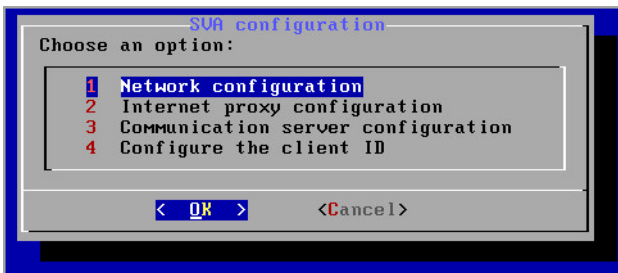 SVA configuration
Choose an option:
1 Network configuration
2 Internet proxy configuration
3 Communication server configuration
4 Configure the client ID
< OK > <Cancel>